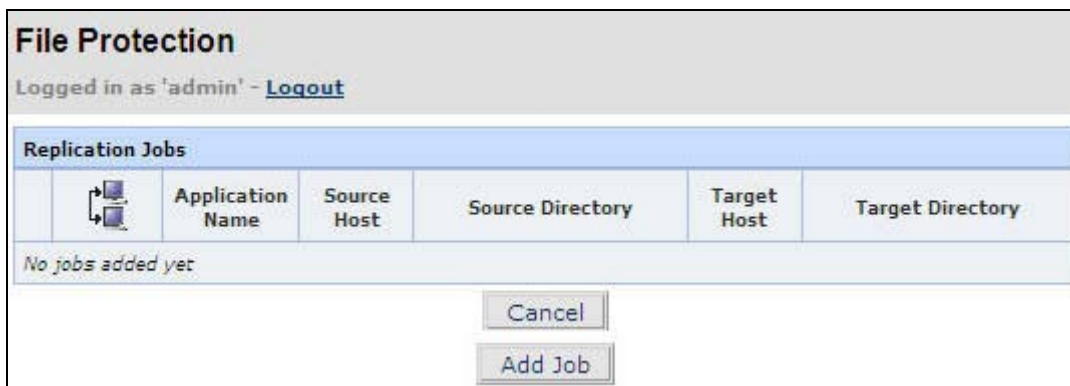 File Protection
Logged in as 'admin' - Logout
Replication Jobs
Application Name
Source Host
Source Directory
Target Host
Target Directory
No jobs added yet
Cancel
Add Job